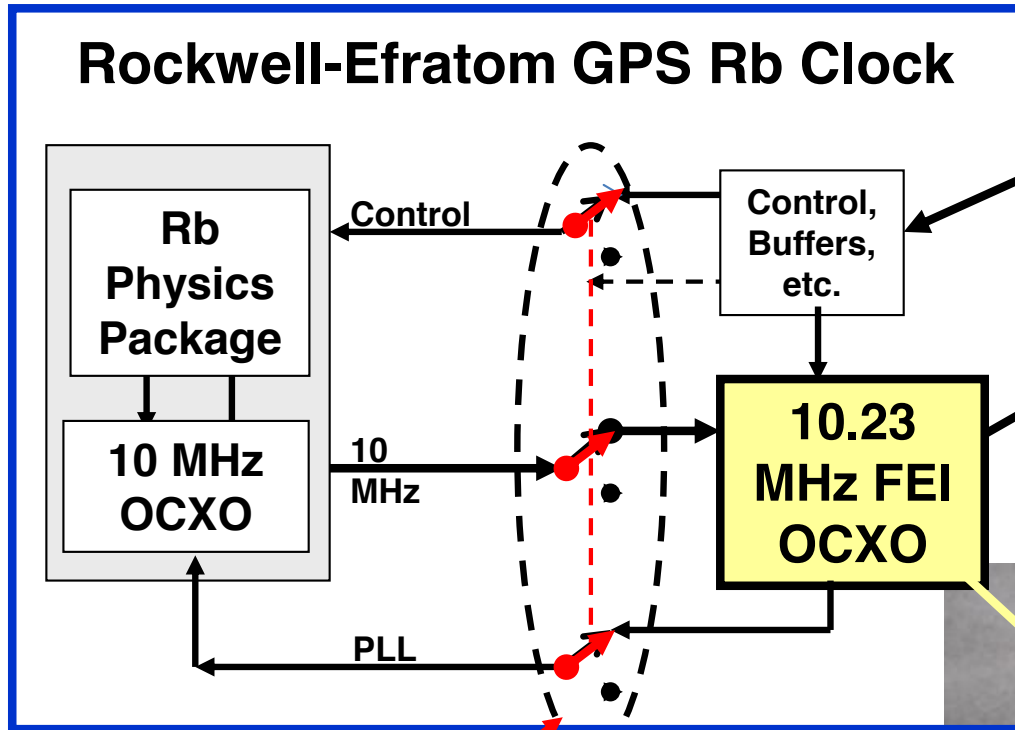 Rockwell-Efratom GPS Rb Clock
Rb
Physics
Package
Control
Control,
Buffers,
etc.
10 MHz
OCXO
10
MHz
10.23
MHz FEI
OCXO
PLL